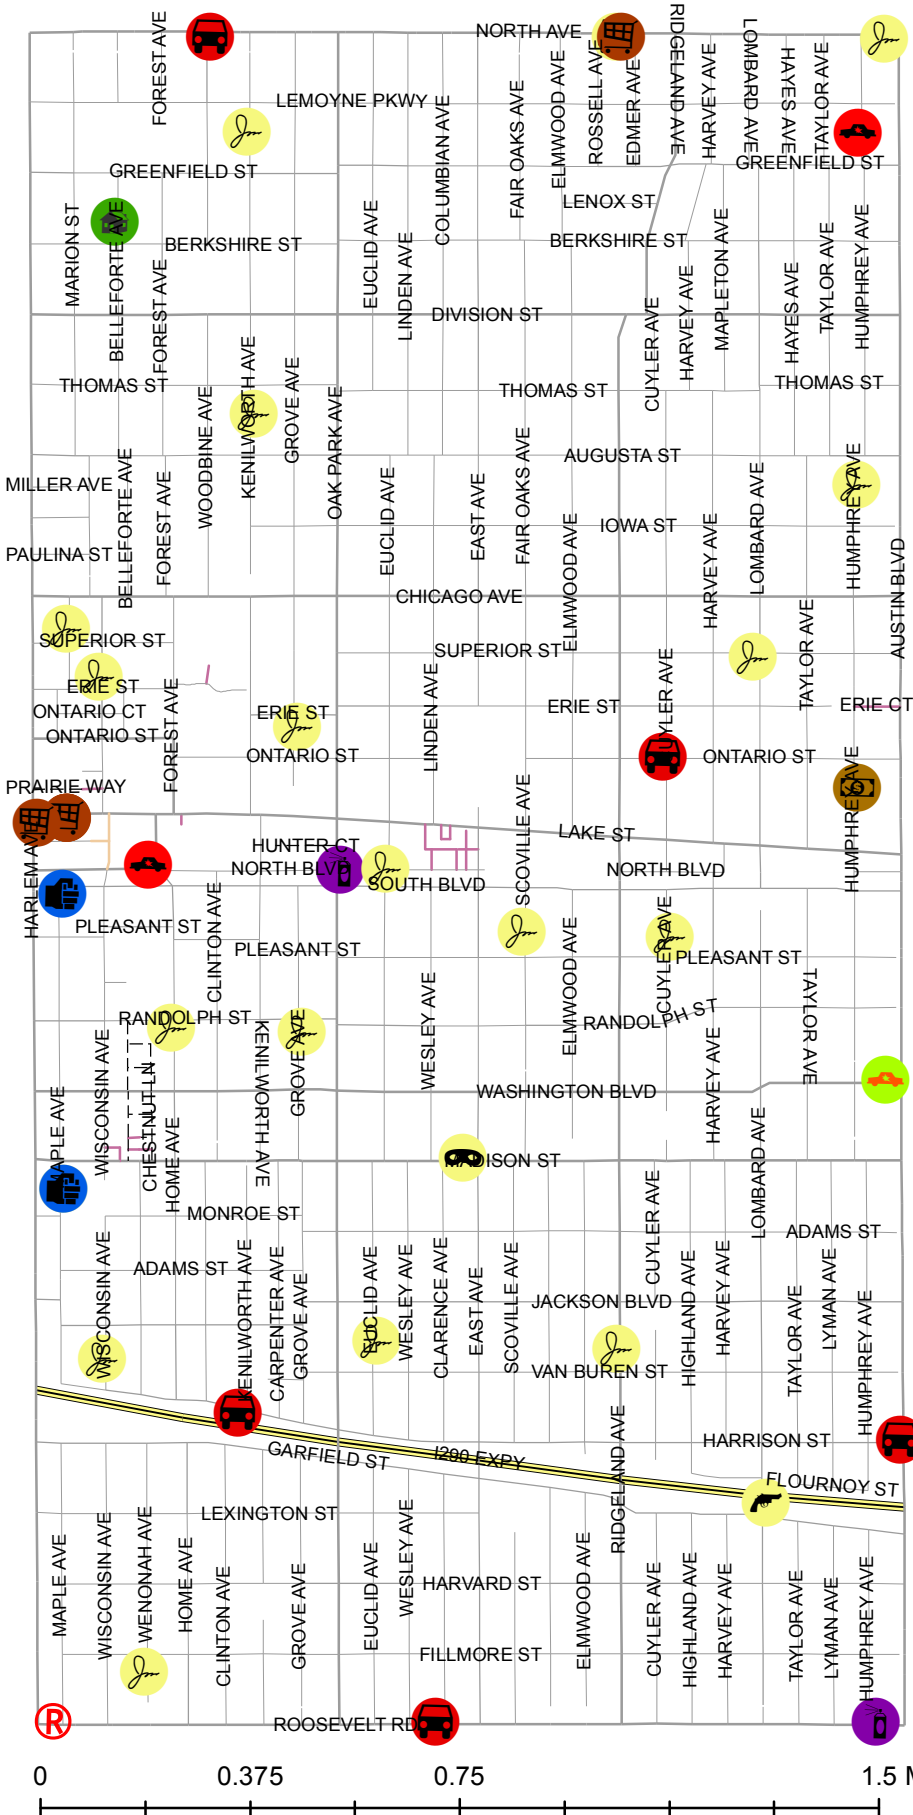 NORTH AVE
FOREST AVE
RIDGELAND AVE
LOMBARD AVE
ROSSELL AVE
EDMER AVE
HARVEY AVE
HAYES AVE
TAYLOR AVE
ELMWOOD AVE
FAIR OAKS AVE
COLUMBIAN AVE
LEMOYNE PKWY
GREENFIELD ST
GREENFIELD ST
LENOX ST
MARION ST
BELLEFORTE AVE
FOREST AVE
BERKSHIRE ST
EUCLID AVE
LINDEN AVE
BERKSHIRE ST
MAPLETON AVE
HUMPHREY AVE
TAYLOR AVE
HAYES AVE
HARVEY AVE
CUYLER AVE
DIVISION ST
THOMAS ST
THOMAS ST
THOMAS ST
WOODBINE AVE
KENILWORTH AVE
GROVE AVE
OAK PARK AVE
AUGUSTA ST
MILLER AVE
BELLEFORTE AVE
FOREST AVE
EUCLID AVE
EAST AVE
FAIR OAKS AVE
ELMWOOD AVE
IOWA ST
HARVEY AVE
LOMBARD AVE
HUMPHREY AVE
AUSTIN BLVD
PAULINA ST
CHICAGO AVE
SUPERIOR ST
SUPERIOR ST
TAYLOR AVE
ERIE ST
ONTARIO CT
ONTARIO ST
FOREST AVE
ERIE ST
ONTARIO ST
LINDEN AVE
ERIE ST
CUYLER AVE
ONTARIO ST
ERIE CT
PRAIRIE WAY
HARLEM AVE
SCOVILLE AVE
LAKE ST
HUMPHREY AVE
HUNTER CT
NORTH BLVD
SOUTH BLVD
NORTH BLVD
PLEASANT ST
CLINTON AVE
PLEASANT ST
CUYLER AVE
PLEASANT ST
ELMWOOD AVE
WESLEY AVE
TAYLOR AVE
RANDOLPH ST
RANDOLPH ST
WISCONSIN AVE
KENILWORTH AVE
GROVE AVE
HARVEY AVE
WASHINGTON BLVD
MAPLE AVE
CHESTNUT LN
HOME AVE
LOMBARD AVE
MADISON ST
MONROE ST
CUYLER AVE
ADAMS ST
ADAMS ST
WISCONSIN AVE
KENILWORTH AVE
CARPENTER AVE
GROVE AVE
EUCLID AVE
WESLEY AVE
CLARENCE AVE
EAST AVE
SCOVILLE AVE
HIGHLAND AVE
HARVEY AVE
TAYLOR AVE
LYMAN AVE
HUMPHREY AVE
JACKSON BLVD
VAN BUREN ST
RIDGELAND AVE
HARRISON ST
GARFIELD ST
I290 EXPY
FLOURNOY ST
LEXINGTON ST
MAPLE AVE
WISCONSIN AVE
WENONAH AVE
HOME AVE
CLINTON AVE
GROVE AVE
EUCLID AVE
WESLEY AVE
HARVARD ST
ELMWOOD AVE
CUYLER AVE
HIGHLAND AVE
HARVEY AVE
TAYLOR AVE
LYMAN AVE
HUMPHREY AVE
FILLMORE ST
®
ROOSEVELT RD
0 0.375 0.75 1.5 M